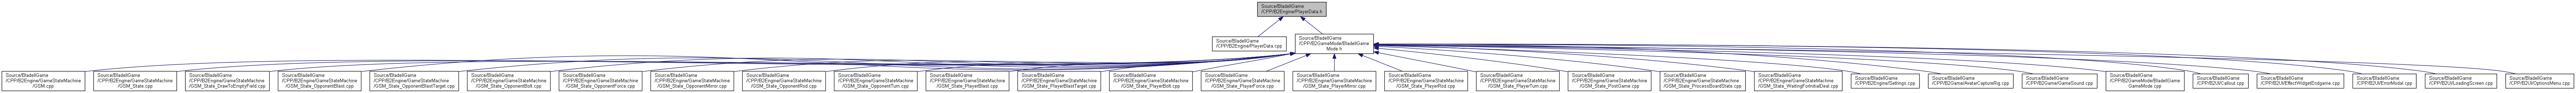 Source/BladeIIGame
/CPP/B2Engine/PlayerData.h
Source/BladeIIGame
/CPP/B2Engine/PlayerData.cpp
Source/BladeIIGame
/CPP/B2GameMode/BladeIIGame
Mode.h
Source/BladeIIGame
/CPP/B2Engine/GameStateMachine
/GSM.cpp
Source/BladeIIGame
/CPP/B2Engine/GameStateMachine
/GSM_State.cpp
Source/BladeIIGame
/CPP/B2Engine/GameStateMachine
/GSM_State_DrawToEmptyField.cpp
Source/BladeIIGame
/CPP/B2Engine/GameStateMachine
/GSM_State_OpponentBlast.cpp
Source/BladeIIGame
/CPP/B2Engine/GameStateMachine
/GSM_State_OpponentBlastTarget.cpp
Source/BladeIIGame
/CPP/B2Engine/GameStateMachine
/GSM_State_OpponentBolt.cpp
Source/BladeIIGame
/CPP/B2Engine/GameStateMachine
/GSM_State_OpponentForce.cpp
Source/BladeIIGame
/CPP/B2Engine/GameStateMachine
/GSM_State_OpponentMirror.cpp
Source/BladeIIGame
/CPP/B2Engine/GameStateMachine
/GSM_State_OpponentRod.cpp
Source/BladeIIGame
/CPP/B2Engine/GameStateMachine
/GSM_State_OpponentTurn.cpp
Source/BladeIIGame
/CPP/B2Engine/GameStateMachine
/GSM_State_PlayerBlast.cpp
Source/BladeIIGame
/CPP/B2Engine/GameStateMachine
/GSM_State_PlayerBlastTarget.cpp
Source/BladeIIGame
/CPP/B2Engine/GameStateMachine
/GSM_State_PlayerBolt.cpp
Source/BladeIIGame
/CPP/B2Engine/GameStateMachine
/GSM_State_PlayerForce.cpp
Source/BladeIIGame
/CPP/B2Engine/GameStateMachine
/GSM_State_PlayerMirror.cpp
Source/BladeIIGame
/CPP/B2Engine/GameStateMachine
/GSM_State_PlayerRod.cpp
Source/BladeIIGame
/CPP/B2Engine/GameStateMachine
/GSM_State_PlayerTurn.cpp
Source/BladeIIGame
/CPP/B2Engine/GameStateMachine
/GSM_State_PostGame.cpp
Source/BladeIIGame
/CPP/B2Engine/GameStateMachine
/GSM_State_ProcessBoardState.cpp
Source/BladeIIGame
/CPP/B2Engine/GameStateMachine
/GSM_State_WaitingForInitialDeal.cpp
Source/BladeIIGame
/CPP/B2Engine/Settings.cpp
Source/BladeIIGame
/CPP/B2Game/AvatarCaptureRig.cpp
Source/BladeIIGame
/CPP/B2Game/GameSound.cpp
Source/BladeIIGame
/CPP/B2GameMode/BladeIIGame
GameMode.cpp
Source/BladeIIGame
/CPP/B2UI/Callout.cpp
Source/BladeIIGame
/CPP/B2UI/EffectWidgetEndgame.cpp
Source/BladeIIGame
/CPP/B2UI/ErrorModal.cpp
Source/BladeIIGame
/CPP/B2UI/LoadingScreen.cpp
Source/BladeIIGame
/CPP/B2UI/OptionsMenu.cpp